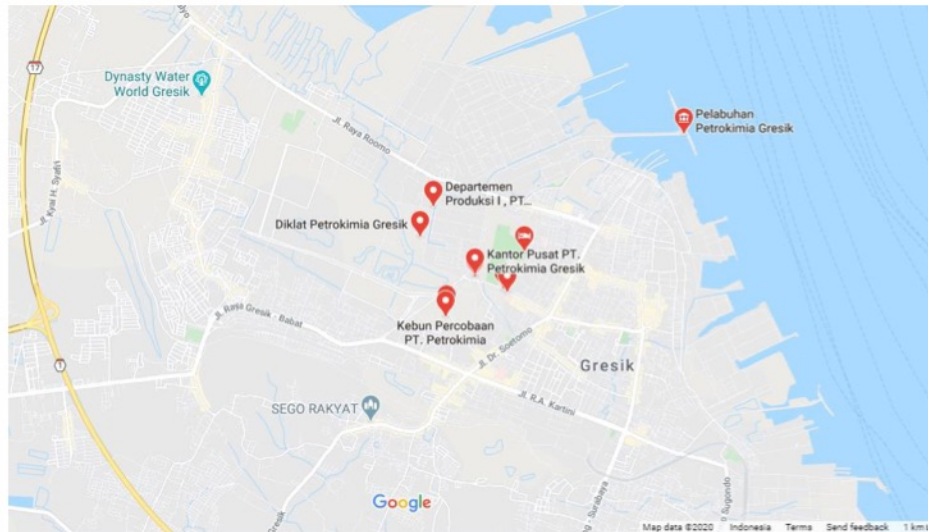 17
Dynasty Water
World Gresik
Jl. Raya Roomo
Jl. Kyai H. Syafi'i
Pelabuhan
Petrokimia Gresik
Departemen
Produksi I , PT...
Diklat Petrokimia Gresik
Kantor Pusat PT.
Petrokimia Gresik
Kebun Percobaan
PT. Petrokimia
Jl. Raya Gresik - Babat
Jl. Dr. Soetomo
1
Gresik
SEGO RAKYAT
Jl. R.A. Kartini
Google
Surabaya
Sugondo
Map data ©2020 Indonesia Terms Send feedback 1 km